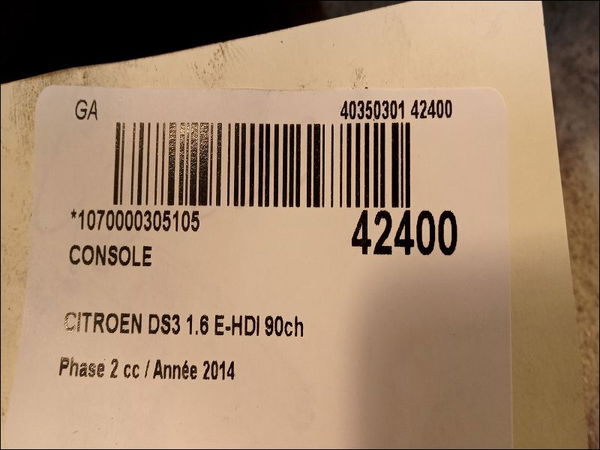 GA
40350301 42400
*1070000305105
42400
CONSOLE
CITROEN DS3 1.6 E-HDI 90ch
Phase 2 cc / Année 2014